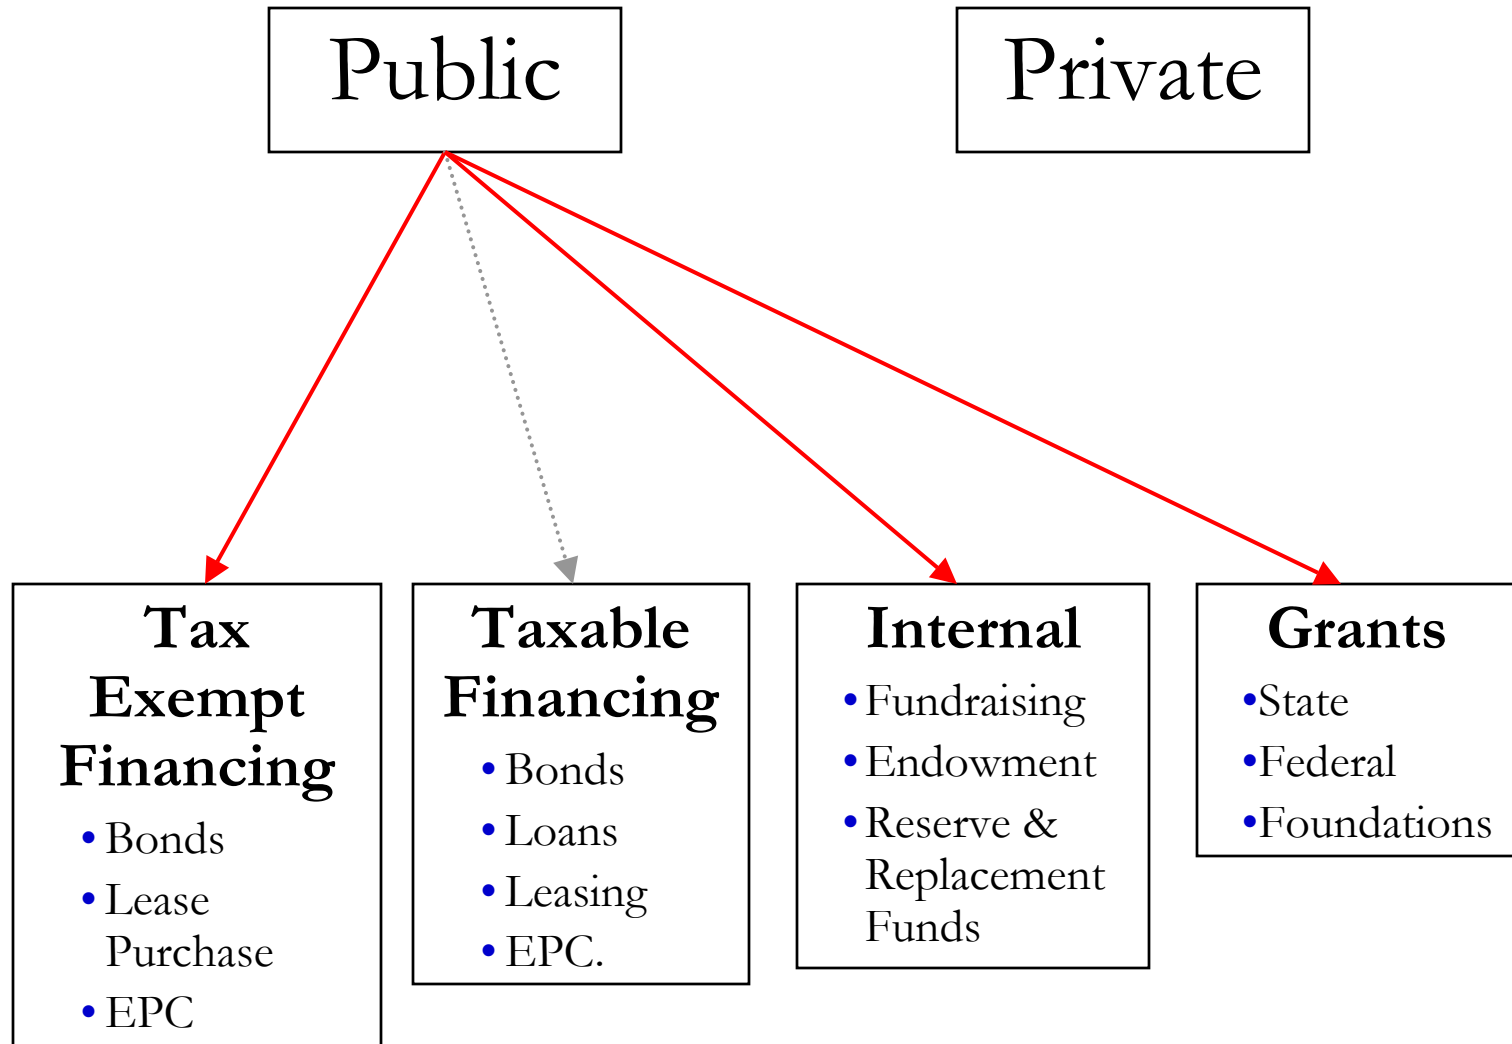 Public
Private
Tax
Exempt
Financing
• Bonds
• Lease
Purchase
• EPC
Taxable
Financing
• Bonds
• Loans
• Leasing
• EPC.
Internal
• Fundraising
• Endowment
• Reserve &
Replacement
Funds
Grants
•State
•Federal
•Foundations